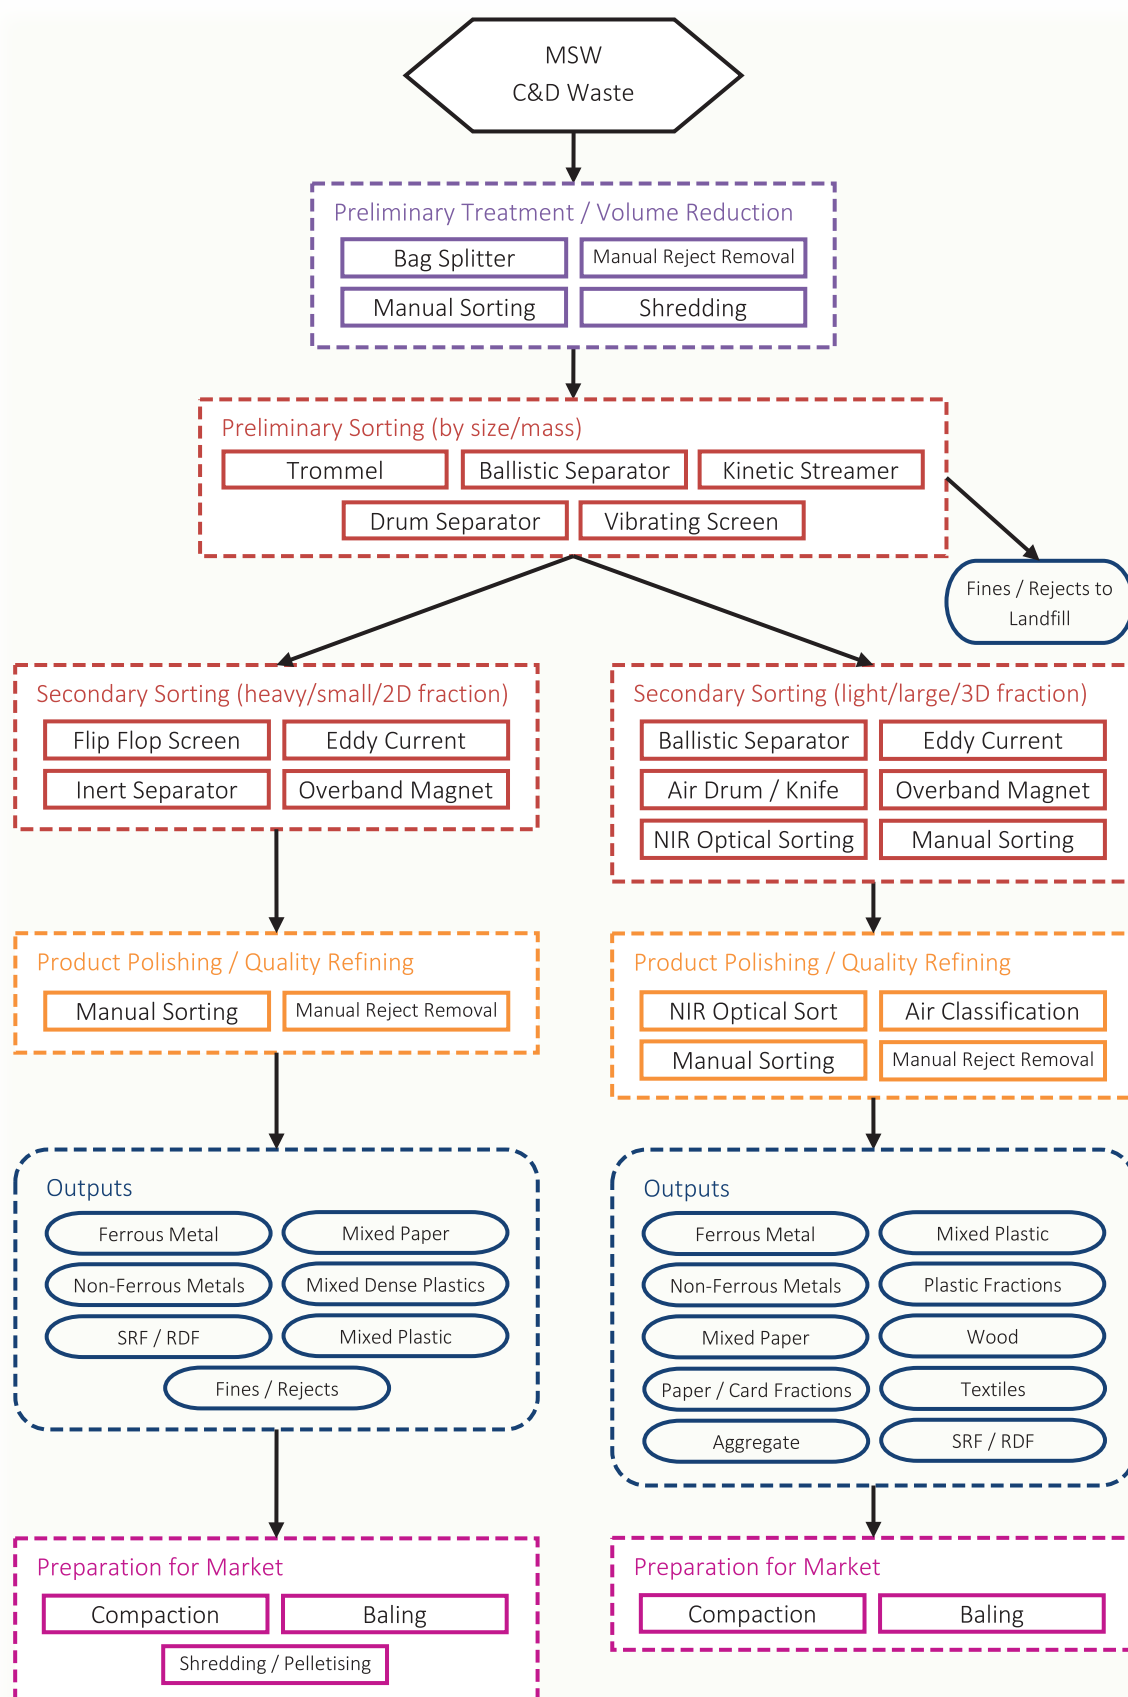 MSW
C&D Waste
Preliminary Treatment / Volume Reduction
Bag Splitter
Manual Reject Removal
Manual Sorting
Shredding
Preliminary Sorting (by size/mass)
Trommel
Ballistic Separator
Kinetic Streamer
Drum Separator
Vibrating Screen
Fines / Rejects to
Landfill
Secondary Sorting (heavy/small/2D fraction)
Flip Flop Screen
Eddy Current
Inert Separator
Overband Magnet
Secondary Sorting (light/large/3D fraction)
Ballistic Separator
Eddy Current
Air Drum / Knife
Overband Magnet
NIR Optical Sorting
Manual Sorting
Product Polishing / Quality Refining
Manual Sorting
Manual Reject Removal
Product Polishing / Quality Refining
NIR Optical Sort
Air Classification
Manual Sorting
Manual Reject Removal
Outputs
Ferrous Metal
Mixed Paper
Non-Ferrous Metals
Mixed Dense Plastics
SRF / RDF
Mixed Plastic
Fines / Rejects
Outputs
Ferrous Metal
Mixed Plastic
Non-Ferrous Metals
Plastic Fractions
Mixed Paper
Wood
Paper / Card Fractions
Textiles
Aggregate
SRF / RDF
Preparation for Market
Compaction
Baling
Shredding / Pelletising
Preparation for Market
Compaction
Baling